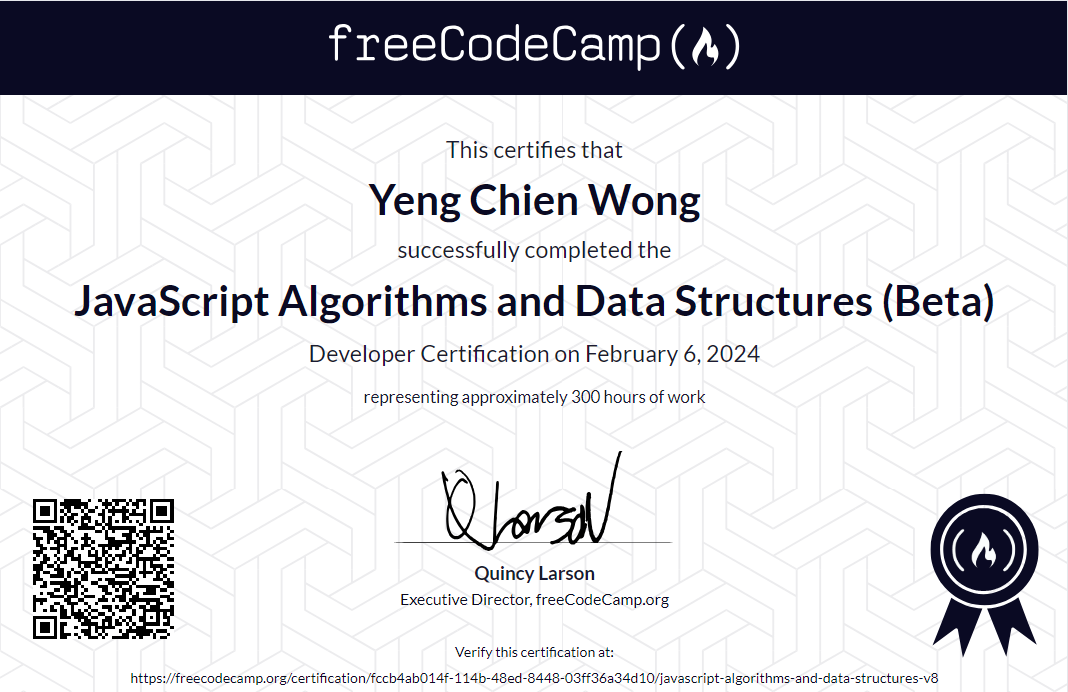 freeCodeCamp
This certifies that
Yeng Chien Wong
successfully completed the
JavaScript Algorithms and Data Structures (Beta)
Developer Certification on February 6, 2024
representing approximately 300 hours of work
Q Larson
Quincy Larson
Executive Director, freeCodeCamp.org
Verify this certification at:
https://freecodecamp.org/certification/fccb4ab014f-114b-48ed-8448-03ff36a34d10/javascript-algorithms-and-data-structures-v8